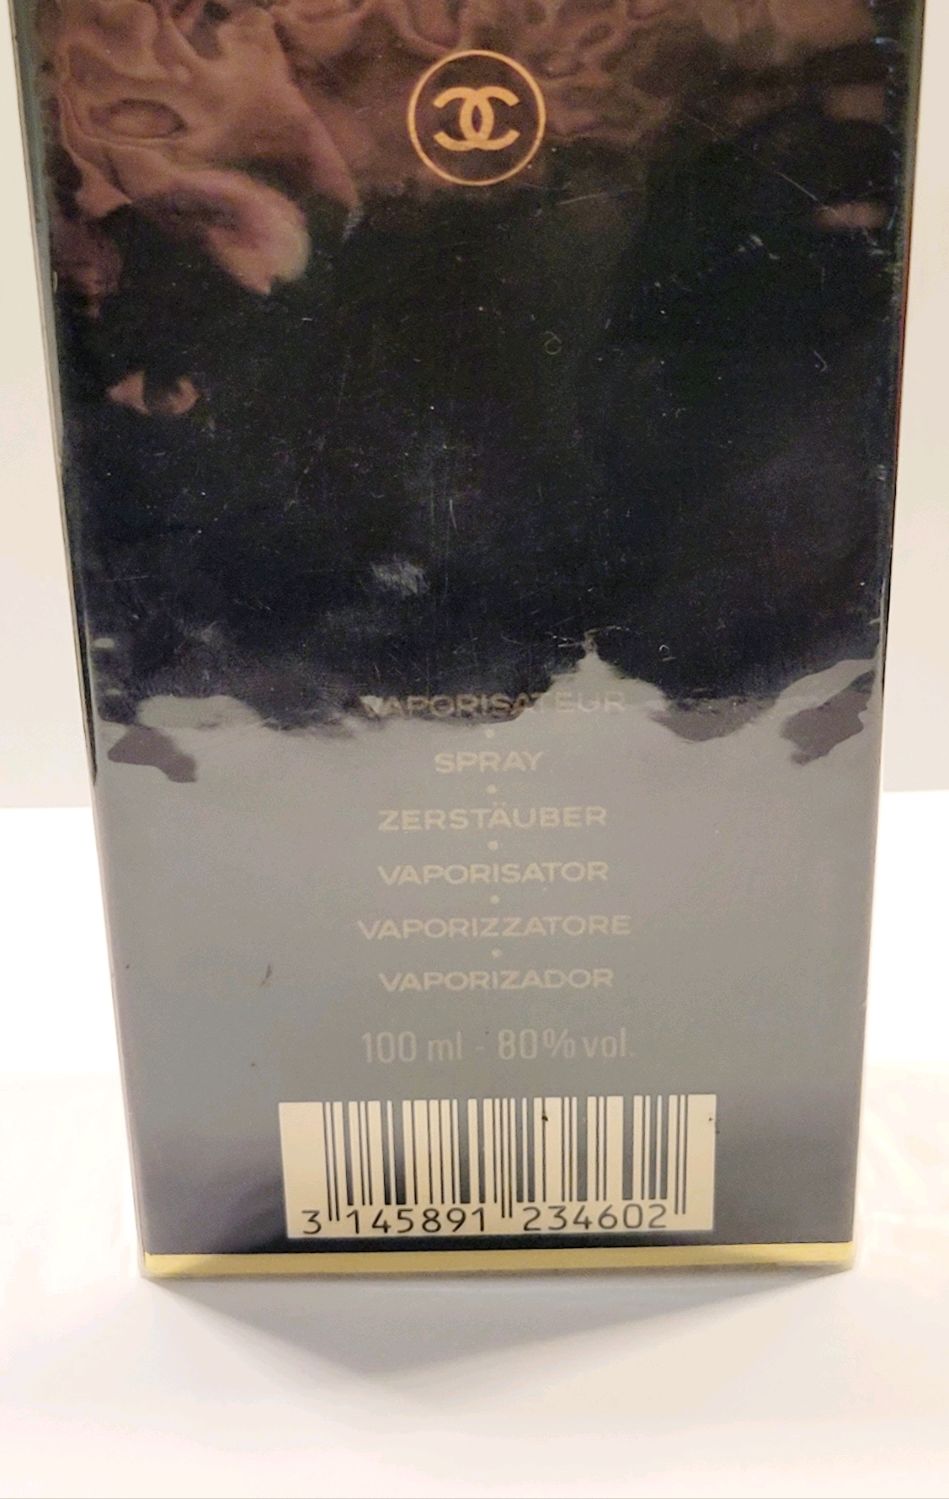 VAPORISATEUR
•
SPRAY
•
ZERSTÄUBER
•
VAPORISATOR
•
VAPORIZZATORE
•
VAPORIZADOR
100 ml - 80% vol.
3 145891 234602